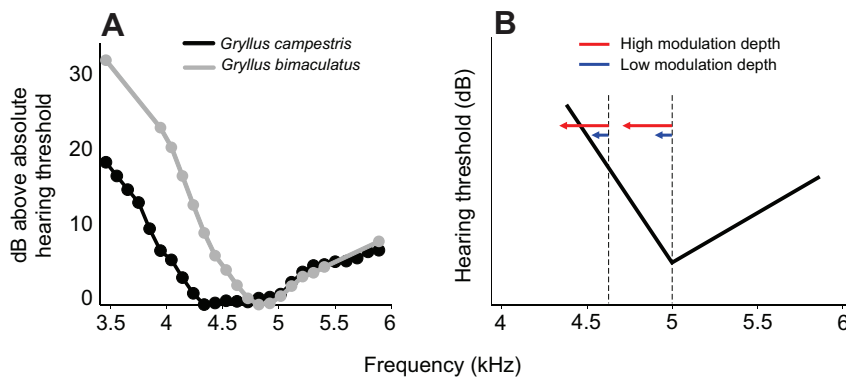 A
Gryllus campestris
Gryllus bimaculatus
dB above absolute
hearing threshold
30
20
10
0
3.5 4 4.5 5 5.5 6
B
High modulation depth
Low modulation depth
Hearing threshold (dB)
4 4.5 5 5.5 6
Frequency (kHz)